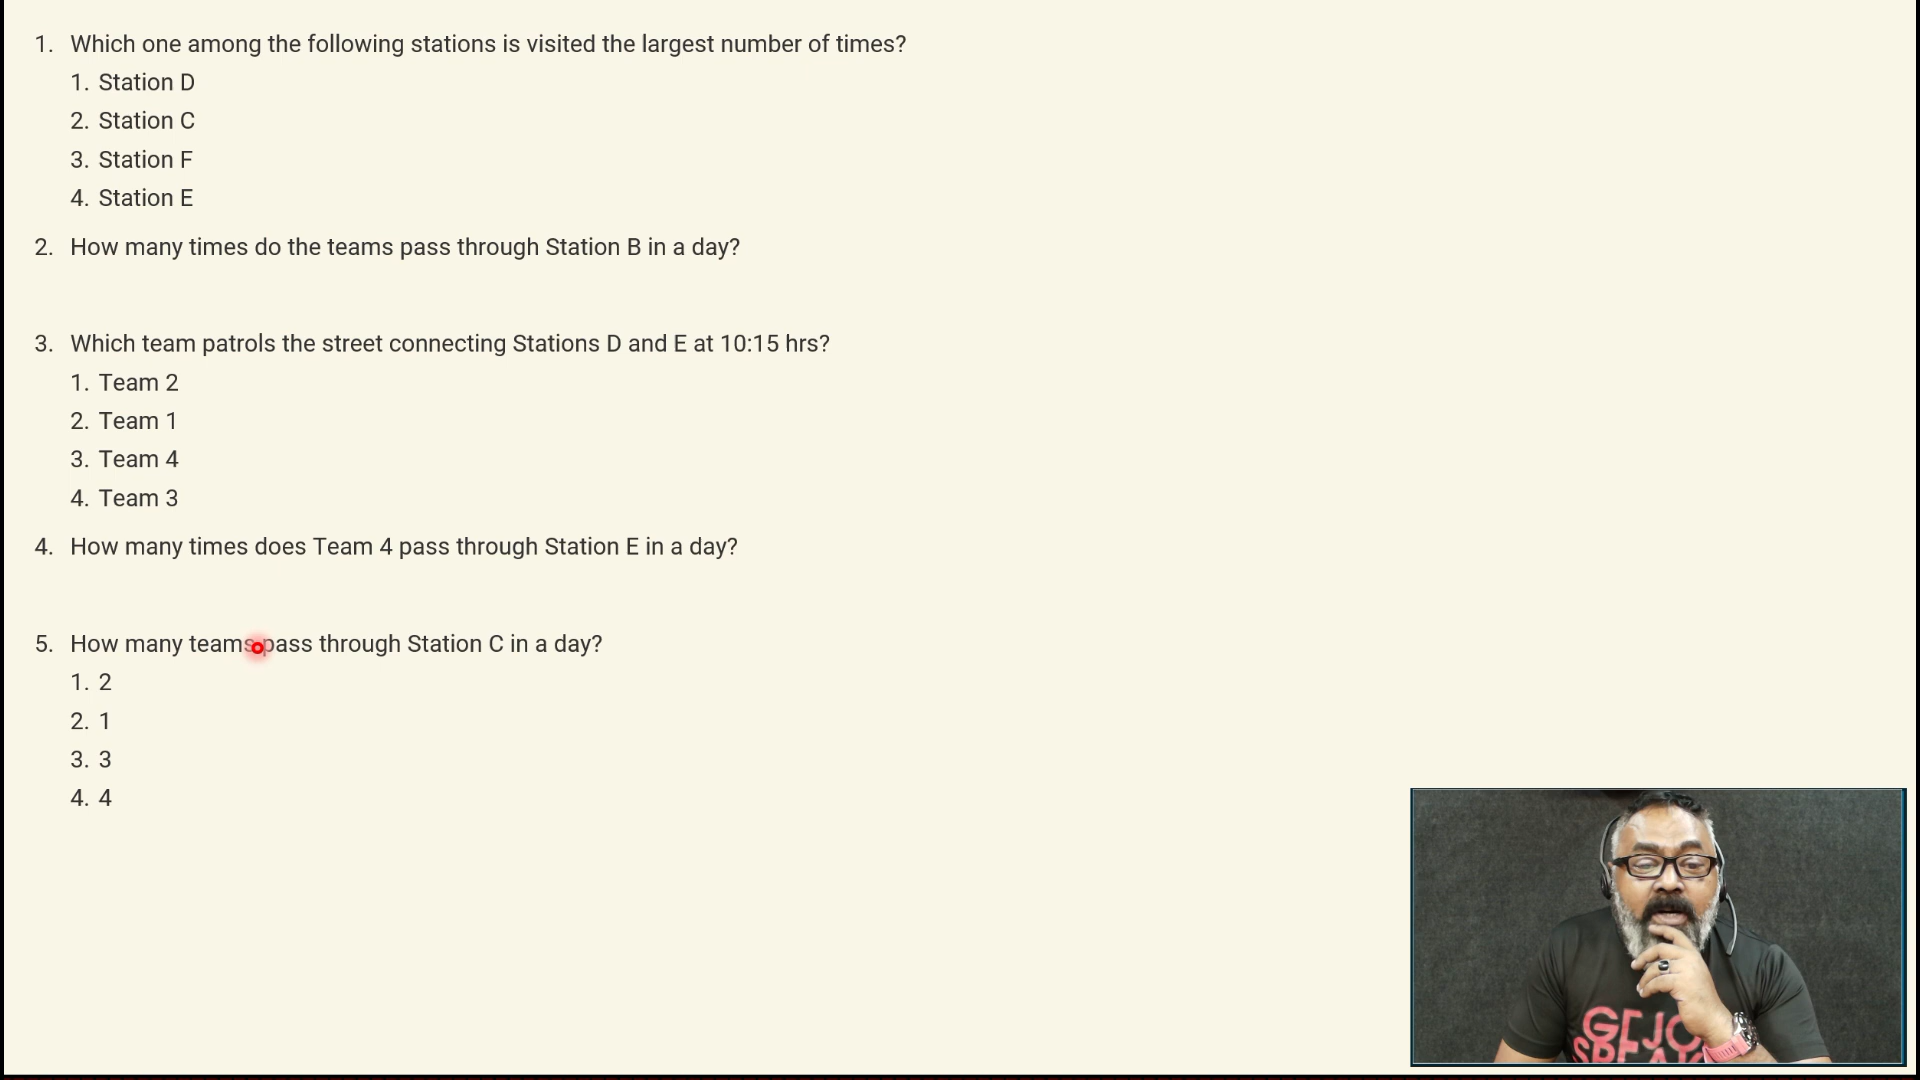 1. Which one among the following stations is visited the largest number of times?
1. Station D
2. Station C
3. Station F
4. Station E
2. How many times do the teams pass through Station B in a day?
3. Which team patrols the street connecting Stations D and E at 10:15 hrs?
1. Team 2
2. Team 1
3. Team 4
4. Team 3
4. How many times does Team 4 pass through Station E in a day?
5. How many teams pass through Station C in a day?
1. 2
2. 1
3. 3
4. 4